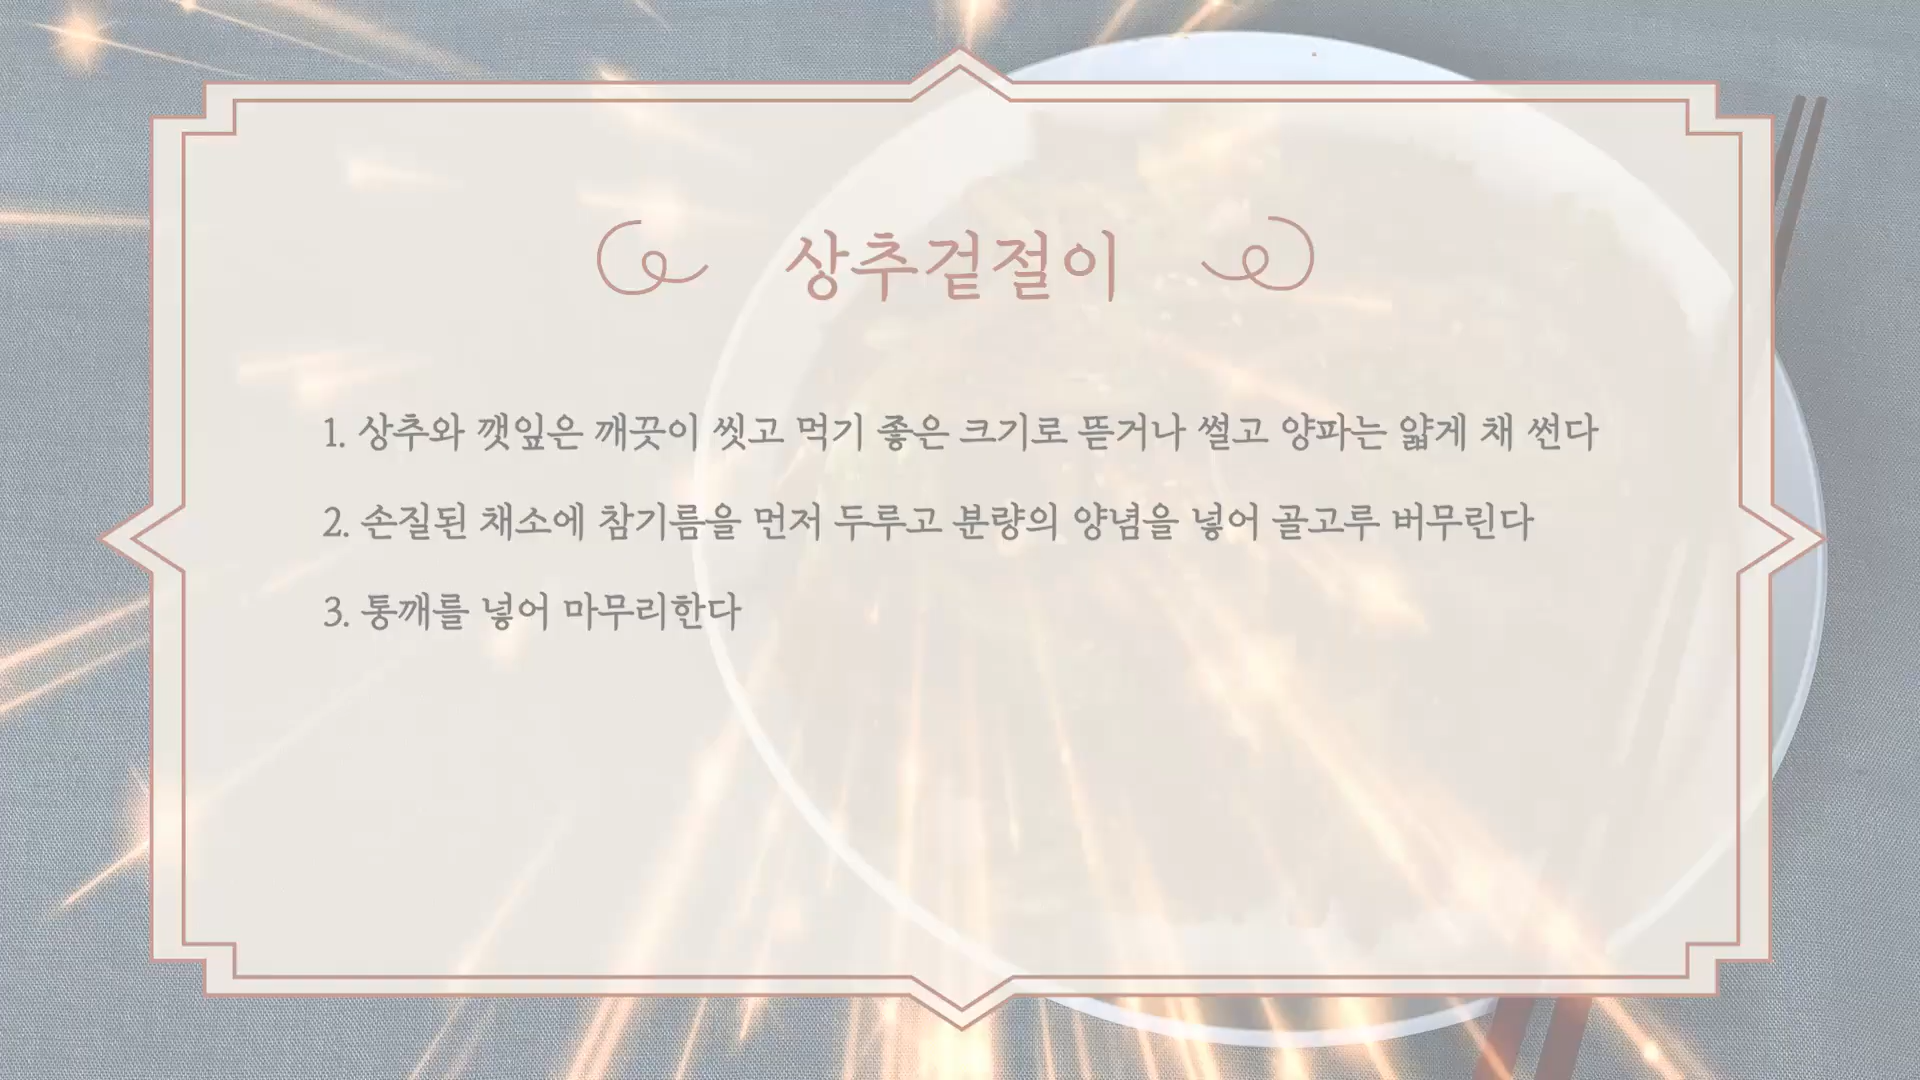 상추겉절이
1. 상추와 깻잎은 깨끗이 씻고 먹기 좋은 크기로 뜯거나 썰고 양파는 얇게 채 썬다
2. 손질된 채소에 참기름을 먼저 두루고 분량의 양념을 넣어 골고루 버무린다
3. 통깨를 넣어 마무리한다